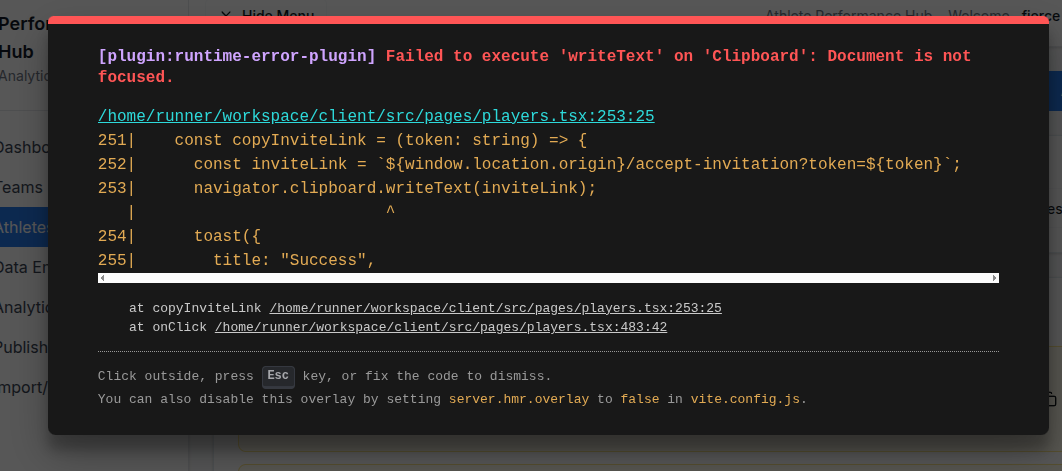 Hide Menu
Athlete Performance Hub
Welcome,
fierce
Hub
[plugin:runtime-error-plugin] Failed to execute 'writeText' on 'Clipboard': Document is not
focused.
/home/runner/workspace/client/src/pages/players.tsx:253:25
251|    const copyInviteLink = (token: string) => {
252|      const inviteLink = `${window.location.origin}/accept-invitation?token=${token}`;
253|      navigator.clipboard.writeText(inviteLink);
|                          ^
254|      toast({
255|        title: "Success",
at copyInviteLink /home/runner/workspace/client/src/pages/players.tsx:253:25
at onClick /home/runner/workspace/client/src/pages/players.tsx:483:42
Click outside, press Esc key, or fix the code to dismiss.
You can also disable this overlay by setting server.hmr.overlay to false in vite.config.js.
Perfor
Analytic
Dashbo
Teams
Athletes
Data En
Analytic
Publish
mport/